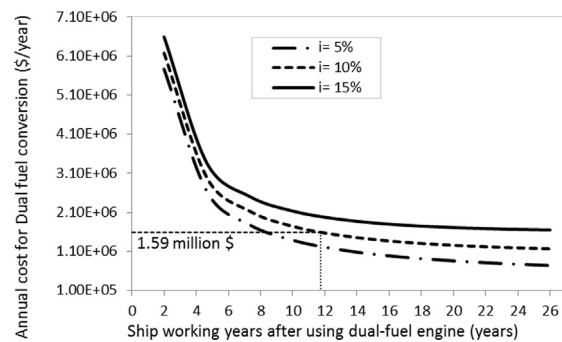 Annual cost for Dual fuel conversion ($/year)
7.10E+06
6.10E+06
5.10E+06
4.10E+06
3.10E+06
2.10E+06
1.10E+06
1.00E+05
i= 5%
i= 10%
i= 15%
1.59 million $
0 2 4 6 8 10 12 14 16 18 20 22 24 26
Ship working years after using dual-fuel engine (years)